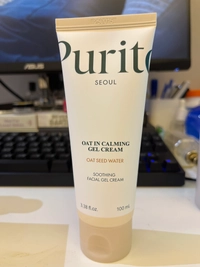 Purito
SEOUL
OAT IN CALMING
GEL CREAM
OAT SEED WATER
SOOTHING
FACIAL GEL CREAM
100 mL